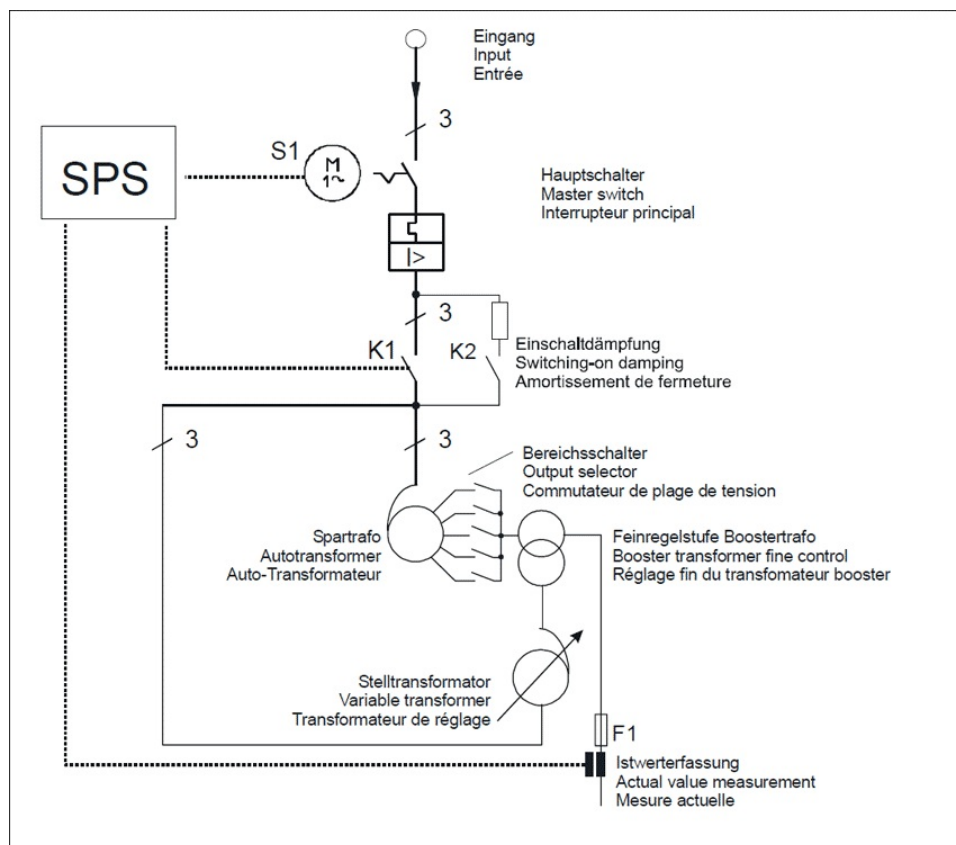 Eingang
Input
Entrée
3
SPS
S1
M
1~
Hauptschalter
Master switch
Interrupteur principal
I>
3
K1
K2
Einschaltdämpfung
Switching-on damping
Amortissement de fermeture
3
3
Bereichsschalter
Output selector
Commutateur de plage de tension
Spartrafo
Autotransformer
Auto-Transformateur
Feinregelstufe Boostertrafo
Booster transformer fine control
Réglage fin du transfomateur booster
Stelltransformator
Variable transformer
Transformateur de réglage
F1
Istwerterfassung
Actual value measurement
Mesure actuelle